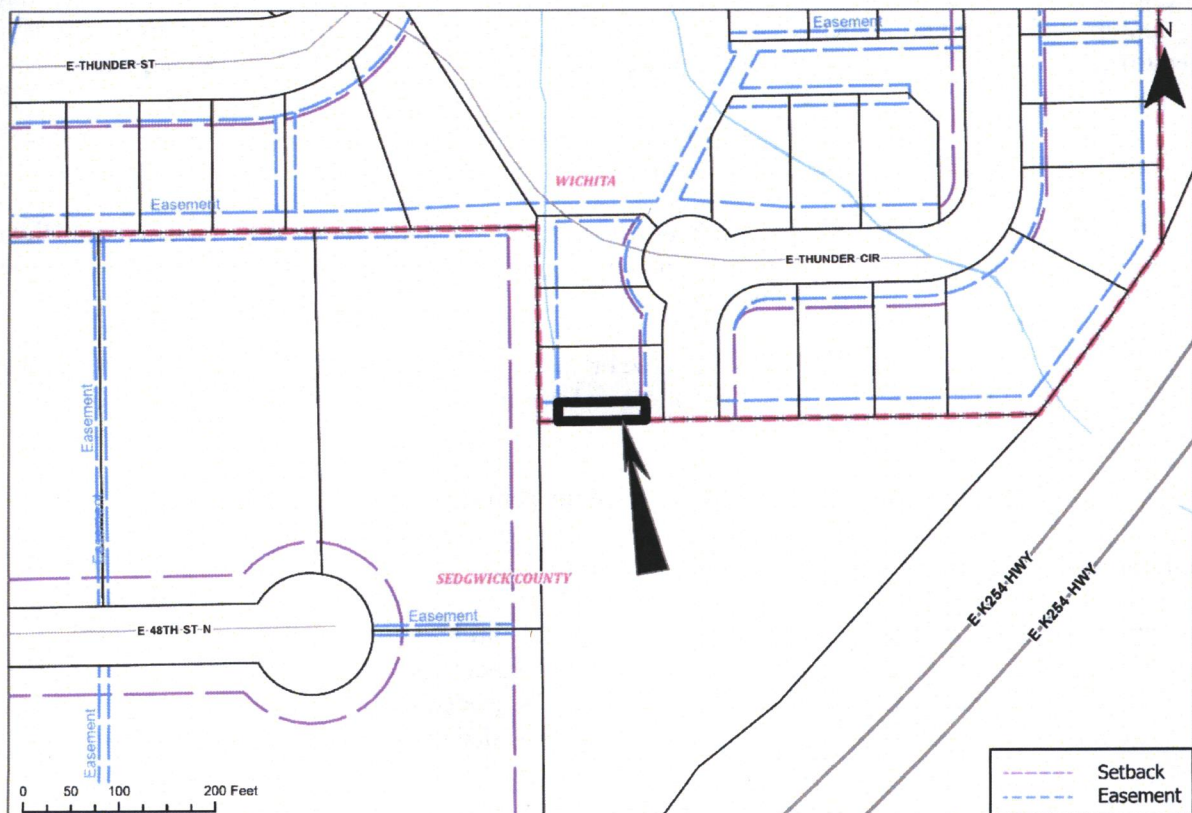 Easement
N
E THUNDER ST
WICHITA
Easement
E THUNDER CIR
Easement
Easement
SEDGWICK COUNTY
Easement
E 48TH ST N
E K254 HWY
E K254 HWY
Easement
0 50 100 200 Feet
Setback
Easement